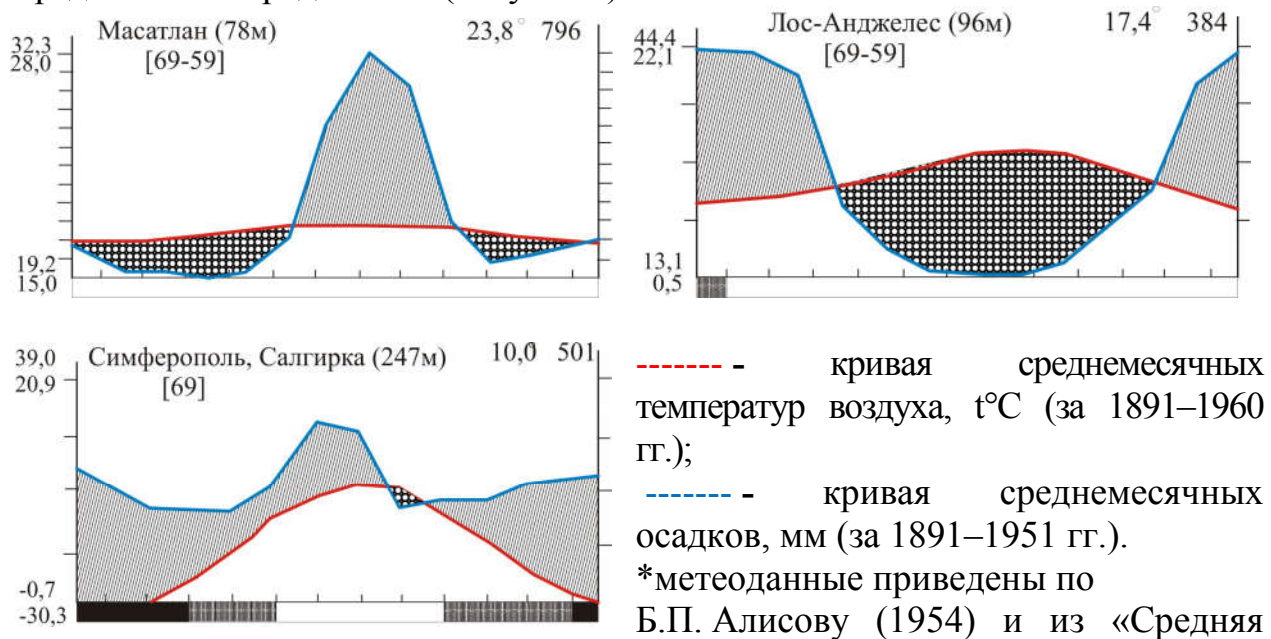 Масатлан (78м) 23,8° 796
[69-59]
32,3
28,0
19,2
15,0
Лос-Анджелес (96м) 17,4° 384
[69-59]
44,4
22,1
13,1
0,5
Симферополь, Салгирка (247м) 10,0° 501
[69]
39,0
20,9
-0,7
-30,3
------- - кривая среднемесячных
температур воздуха, t°С (за 1891–1960
гг.);
------- - кривая среднемесячных
осадков, мм (за 1891–1951 гг.).
*метеоданные приведены по
Б.П. Алисову (1954) и из «Средняя